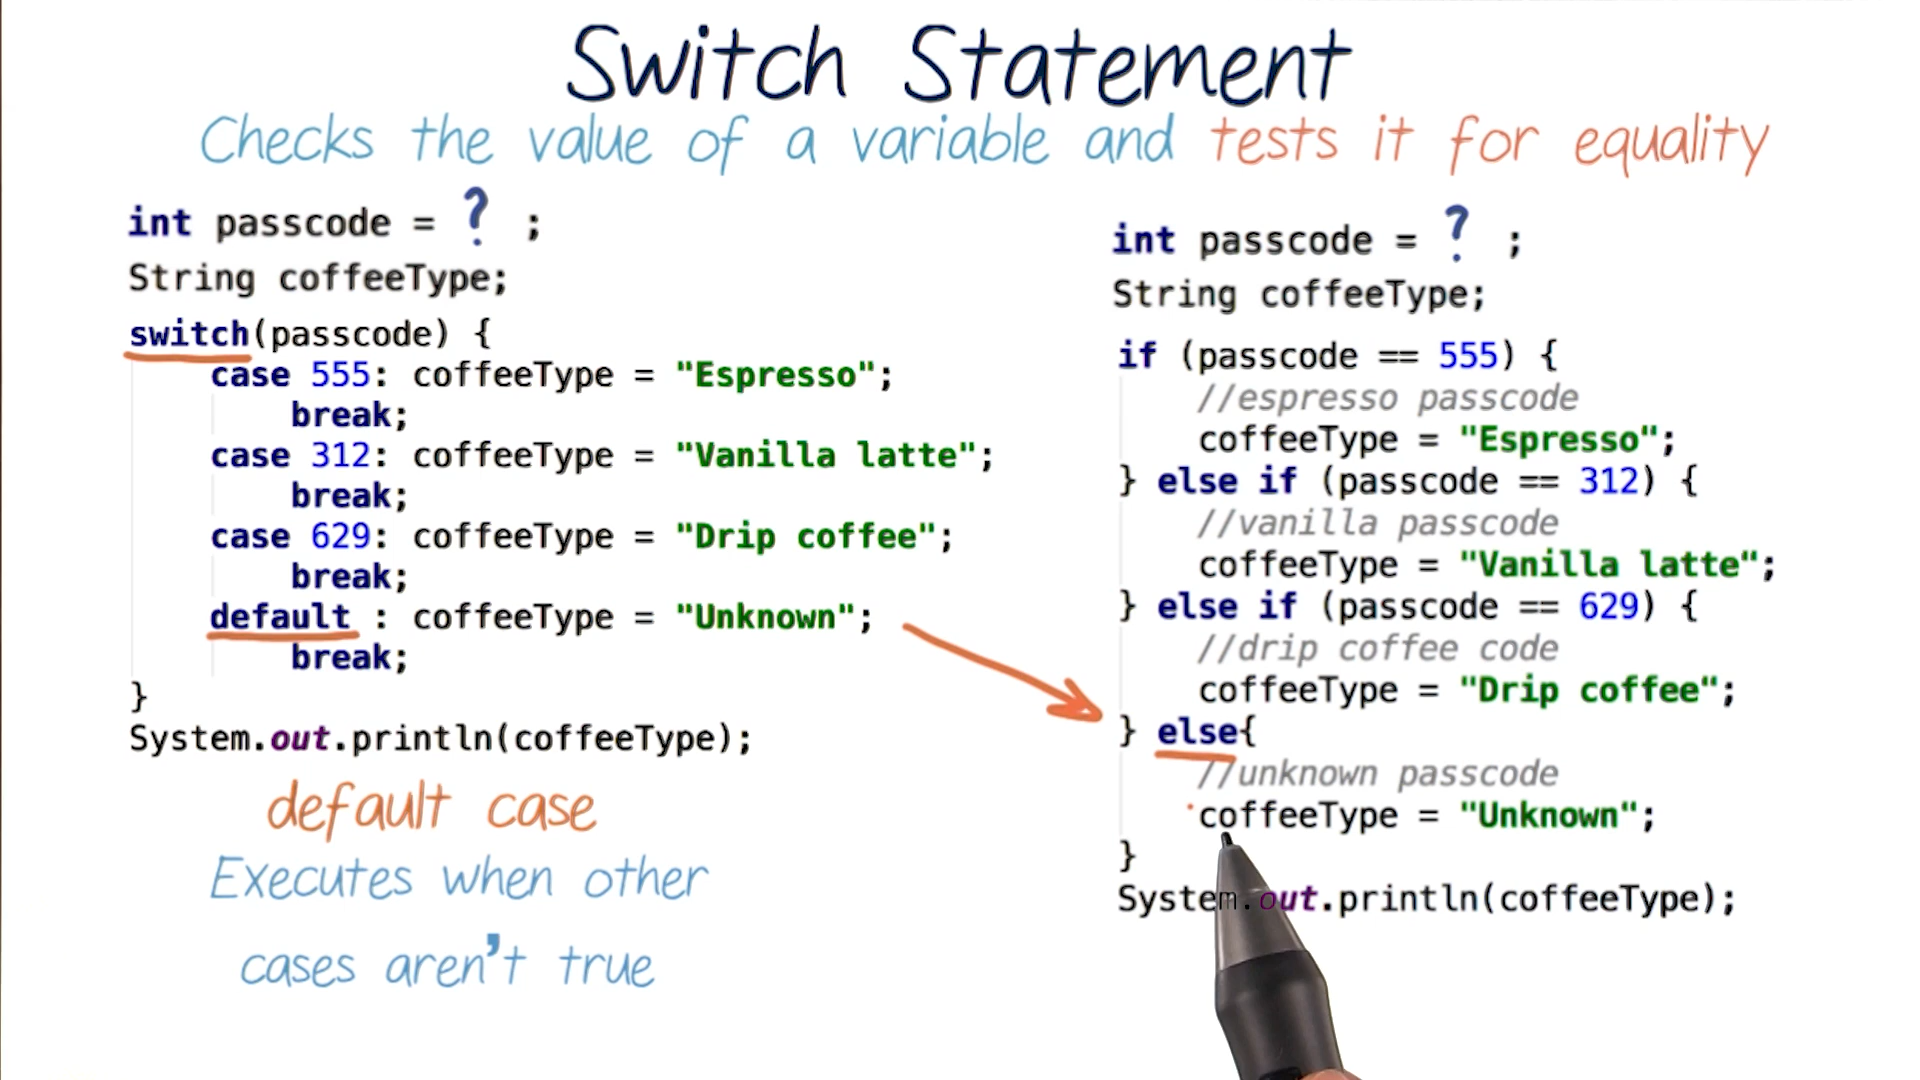 Switch Statement
Checks the value of a variable and tests it for equality
int passcode = ? ;
String coffeeType;
switch(passcode) {
case 555: coffeeType = "Espresso";
break;
case 312: coffeeType = "Vanilla latte";
break;
case 629: coffeeType = "Drip coffee";
break;
default : coffeeType = "Unknown";
break;
}
System.out.println(coffeeType);
default case
Executes when other
cases aren't true
int passcode = ? ;
String coffeeType;
if (passcode == 555) {
//espresso passcode
coffeeType = "Espresso";
} else if (passcode == 312) {
//vanilla passcode
coffeeType = "Vanilla latte";
} else if (passcode == 629) {
//drip coffee code
coffeeType = "Drip coffee";
} else{
//unknown passcode
coffeeType = "Unknown";
}
System.out.println(coffeeType);